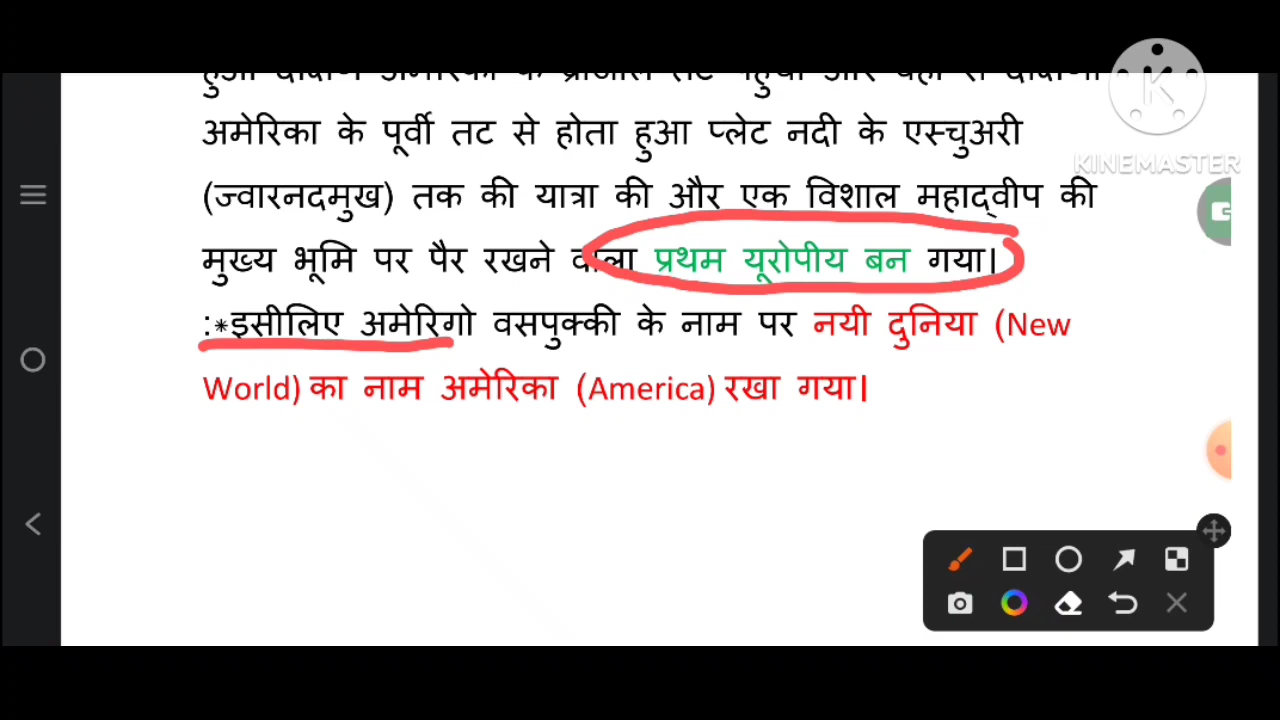 अमेरिका के पूर्वी तट से होता हुआ प्लेट नदी के एस्चुअरी
KINEMASTER
(ज्वारनदमुख) तक की यात्रा की और एक विशाल महाद्वीप की
मुख्य भूमि पर पैर रखने वाला प्रथम यूरोपीय बन गया।
:*इसीलिए अमेरिगो वसपुक्की के नाम पर नयी दुनिया (New
World) का नाम अमेरिका (America) रखा गया।